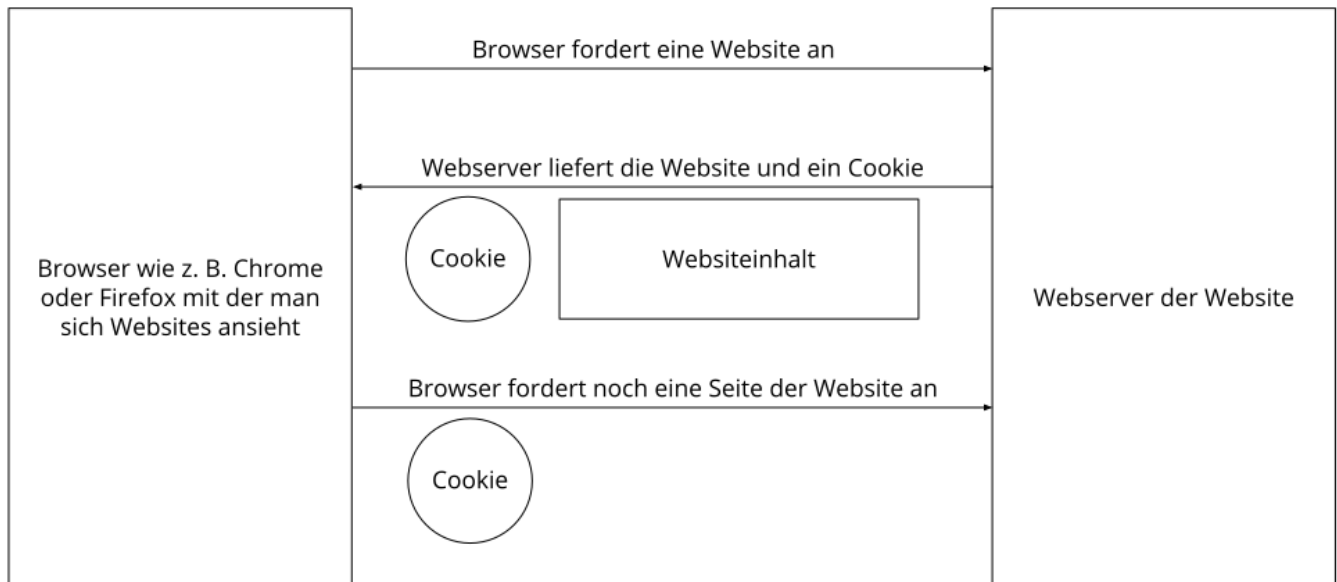 Browser fordert eine Website an
Webserver liefert die Website und ein Cookie
Cookie
Websiteinhalt
Browser wie z. B. Chrome
oder Firefox mit der man
sich Websites ansieht
Webserver der Website
Browser fordert noch eine Seite der Website an
Cookie